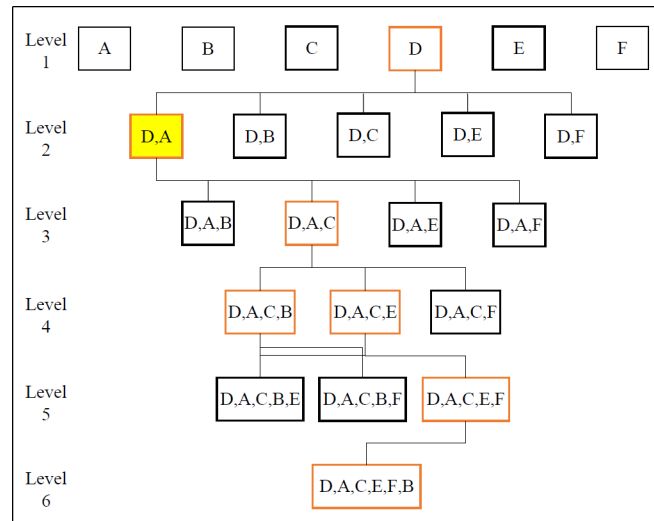 Level
1
A
B
C
D
E
F
Level
2
D,A
D,B
D,C
D,E
D,F
Level
3
D,A,B
D,A,C
D,A,E
D,A,F
Level
4
D,A,C,B
D,A,C,E
D,A,C,F
Level
5
D,A,C,B,E
D,A,C,B,F
D,A,C,E,F
Level
6
D,A,C,E,F,B